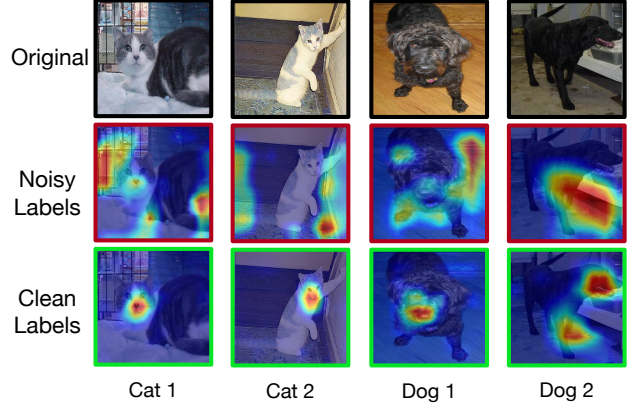 Original
Noisy
Labels
Clean
Labels
Cat 1
Cat 2
Dog 1
Dog 2